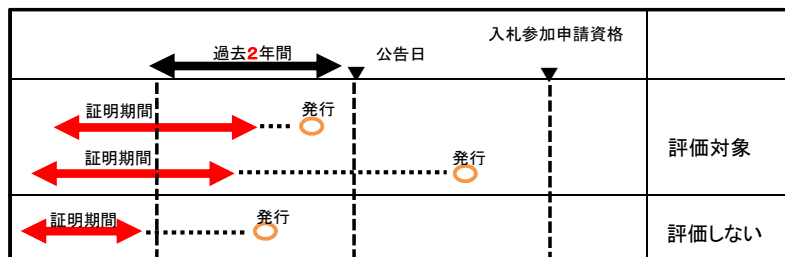 入札参加申請資格
過去2年間
公告日
証明期間
発行
証明期間
発行
評価対象
証明期間
発行
評価しない